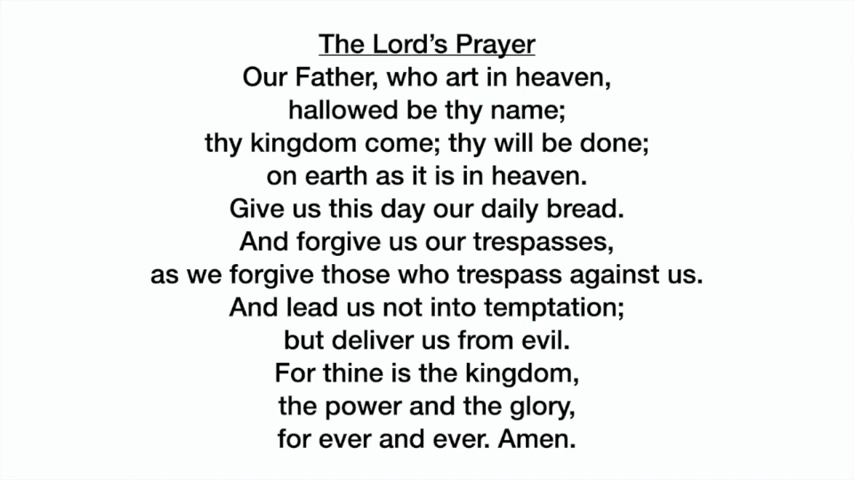 The Lord’s Prayer
Our Father, who art in heaven,
hallowed be thy name;
thy kingdom come; thy will be done;
on earth as it is in heaven.
Give us this day our daily bread.
And forgive us our trespasses,
as we forgive those who trespass against us.
And lead us not into temptation;
but deliver us from evil.
For thine is the kingdom,
the power and the glory,
for ever and ever. Amen.